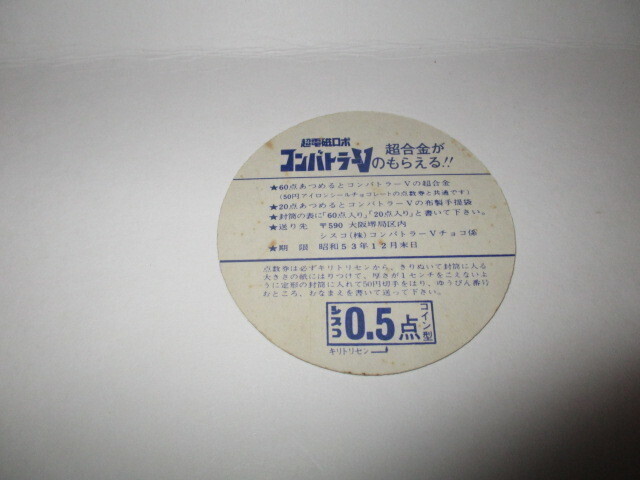 超電磁ロボ
コンバトラーV
超合金が
のもらえる!!
★60点あつめるとコンバトラーVの超合金
(50円アイロンシールチョコレートの点数券と共通です)
★20点あつめるとコンバトラーVの布製手提袋
★封筒の表に「60点入り」「20点入り」と書いて下さい。
★送り先 〒590 大阪堺局区内
シスコ(株)コンバトラーVチョコ係
★期限 昭和53年12月末日
点数券は必ずキリトリセンから、きりぬいて封筒に入る
大きさの紙にはりつけて、厚さが1センチをこえないよ
うに定形の封筒に入れて50円切手をはり、ゆうびん番号
おところ、おなまえを書いて送って下さい。
シスコ 0.5点 コイン型
キリトリセン